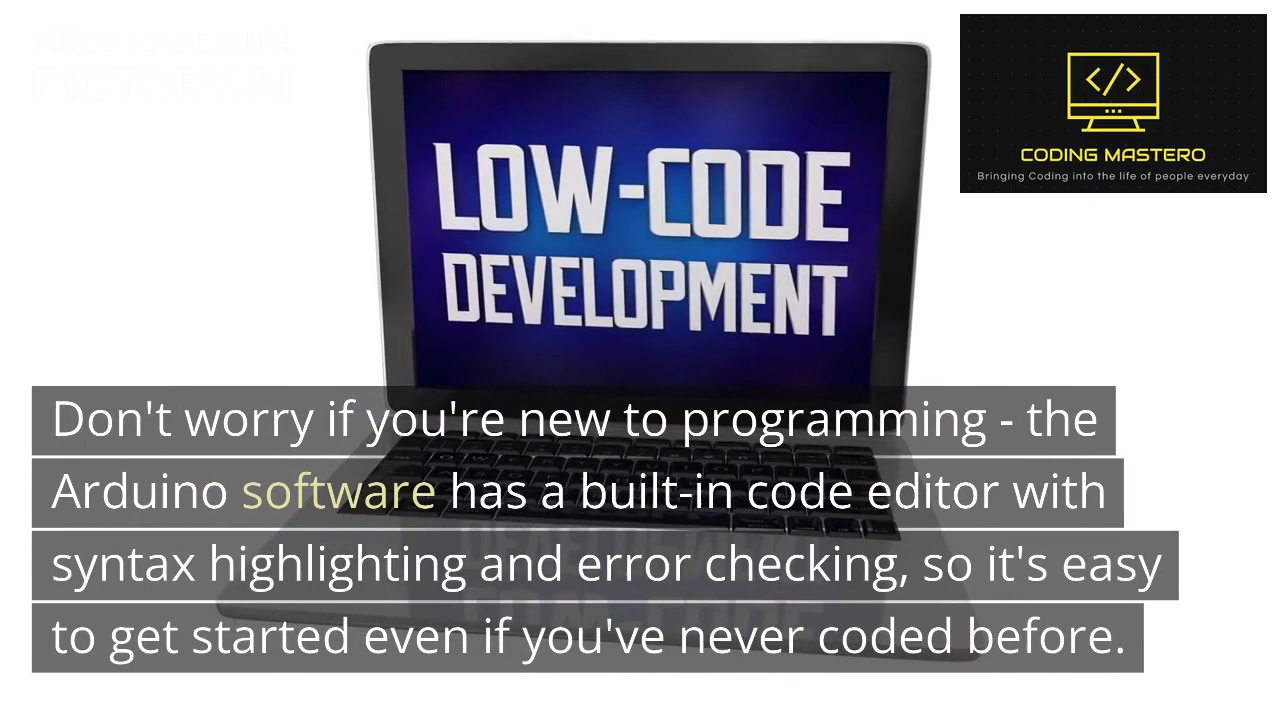 LOW-CODE
DEVELOPMENT
</>
CODING MASTERO
Bringing Coding into the life of people everyday
Don't worry if you're new to programming - the
Arduino software has a built-in code editor with
syntax highlighting and error checking, so it's easy
to get started even if you've never coded before.